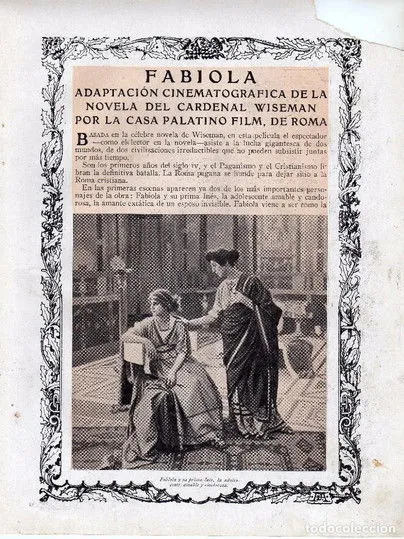 FABIOLA
ADAPTACIÓN CINEMATOGRAFICA DE LA
NOVELA DEL CARDENAL WISEMAN
POR LA CASA PALATINO FILM, DE ROMA
BASADA en la célebre novela de Wiseman, en esta película el espectador
—como el lector en la novela—asiste a la lucha gigantesca de dos
mundos, de dos civilizaciones irreductibles que no pueden subsistir juntas
por más tiempo.
Son los primeros años del siglo IV, y el Paganismo y el Cristianismo li-
bran la definitiva batalla. La Roma pagana se hunde para dejar sitio a la
Roma cristiana.
En las primeras escenas aparecen ya dos de los más importantes perso-
najes de la obra: Fabiola y su prima Inés, la adolescente amable y cando-
rosa, la amante extática de un esposo invisible. Fabiola viene a ser como la
Fabiola y su prima Inés, la adoles-
cente amable y candorosa.
todocoleccion